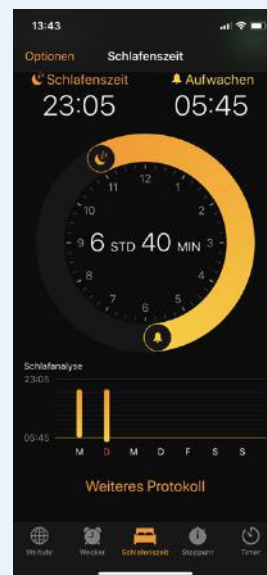 13:43
Optionen Schlafenszeit
Schlafenszeit Aufwachen
23:05 05:45
12
11 1
10 2
9 6 STD 40 MIN 3
8 4
7 5
6
Schlafanalyse
23:05
05:45
M D M D F S S
Weiteres Protokoll
Weltuhr Wecker Schlafenszeit Stoppuhr Timer